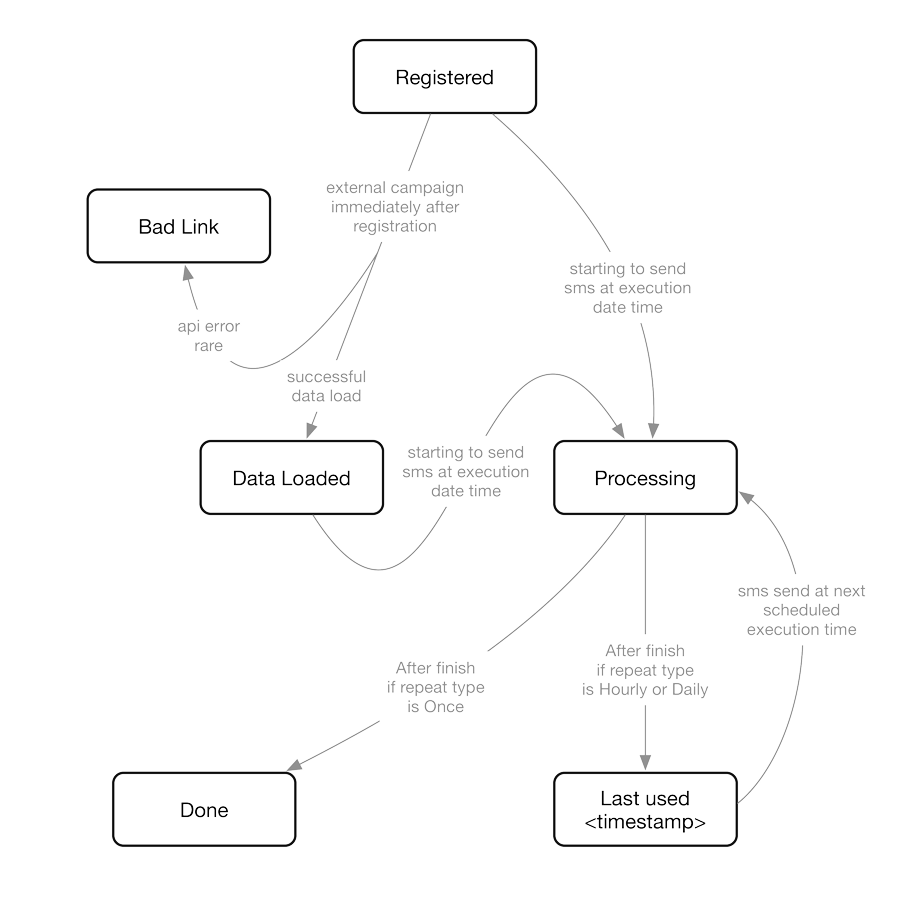 Registered
external campaign
immediately after
registration
Bad Link
starting to send
sms at execution
date time
api error
rare
successful
data load
Data Loaded
starting to send
sms at execution
date time
Processing
sms send at next
scheduled
execution time
After finish
if repeat type
is Once
After finish
if repeat type
is Hourly or Daily
Done
Last used
<timestamp>